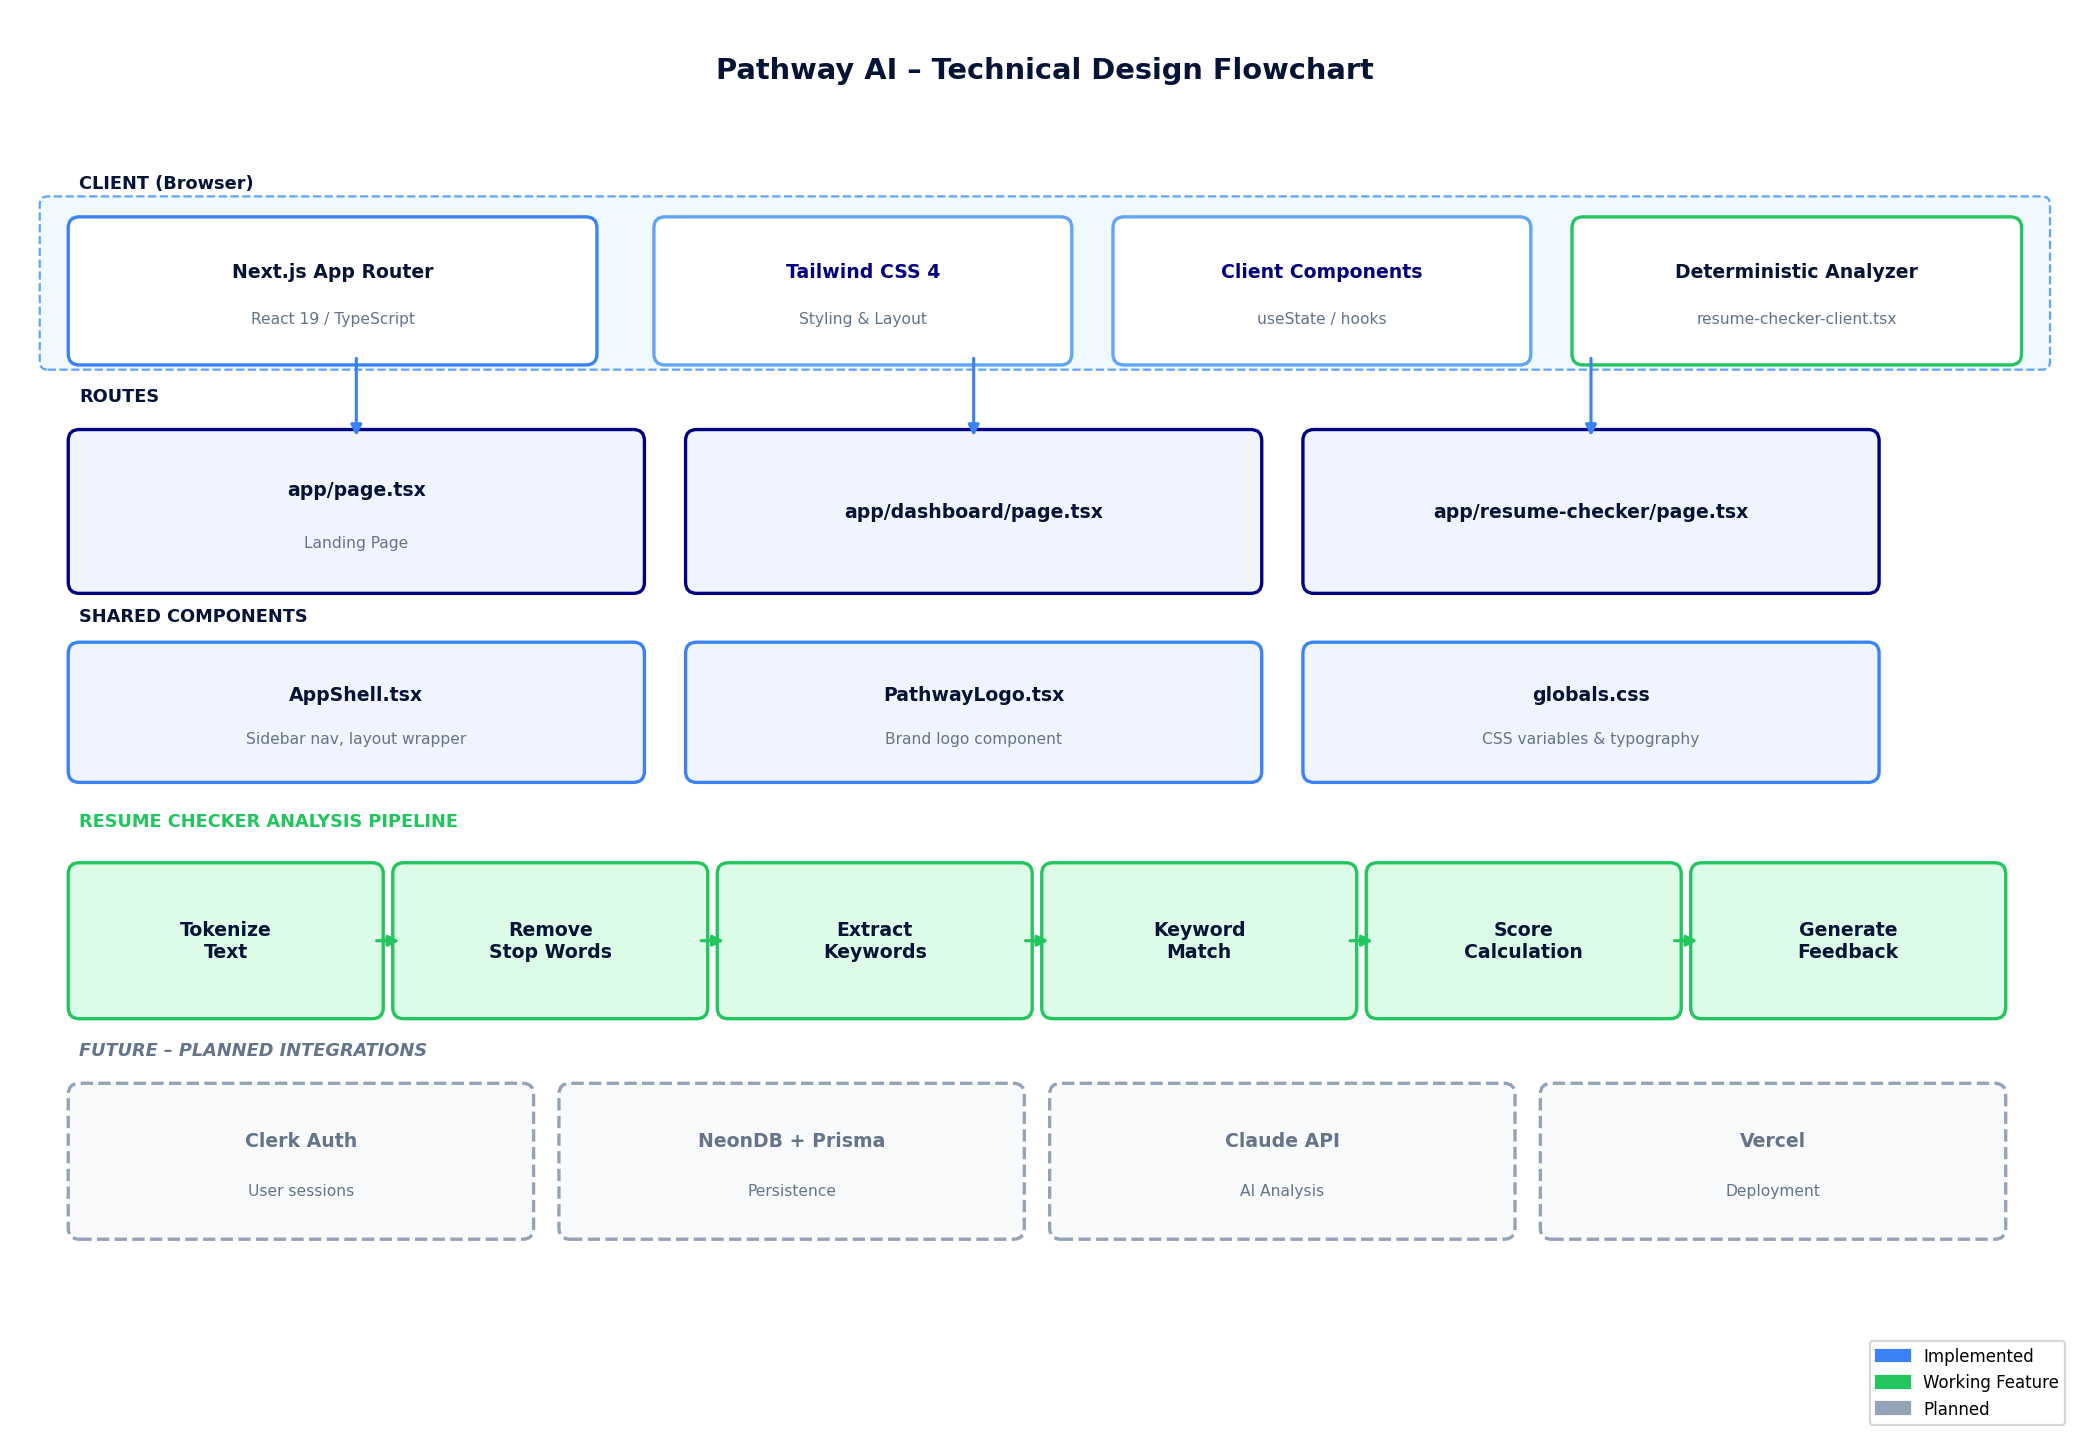 Pathway AI – Technical Design Flowchart
CLIENT (Browser)
Next.js App Router
React 19 / TypeScript
Tailwind CSS 4
Styling & Layout
Client Components
useState / hooks
Deterministic Analyzer
resume-checker-client.tsx
ROUTES
app/page.tsx
Landing Page
app/dashboard/page.tsx
app/resume-checker/page.tsx
SHARED COMPONENTS
AppShell.tsx
Sidebar nav, layout wrapper
PathwayLogo.tsx
Brand logo component
globals.css
CSS variables & typography
RESUME CHECKER ANALYSIS PIPELINE
Tokenize
Text
Remove
Stop Words
Extract
Keywords
Keyword
Match
Score
Calculation
Generate
Feedback
FUTURE – PLANNED INTEGRATIONS
Clerk Auth
User sessions
NeonDB + Prisma
Persistence
Claude API
AI Analysis
Vercel
Deployment
Implemented
Working Feature
Planned